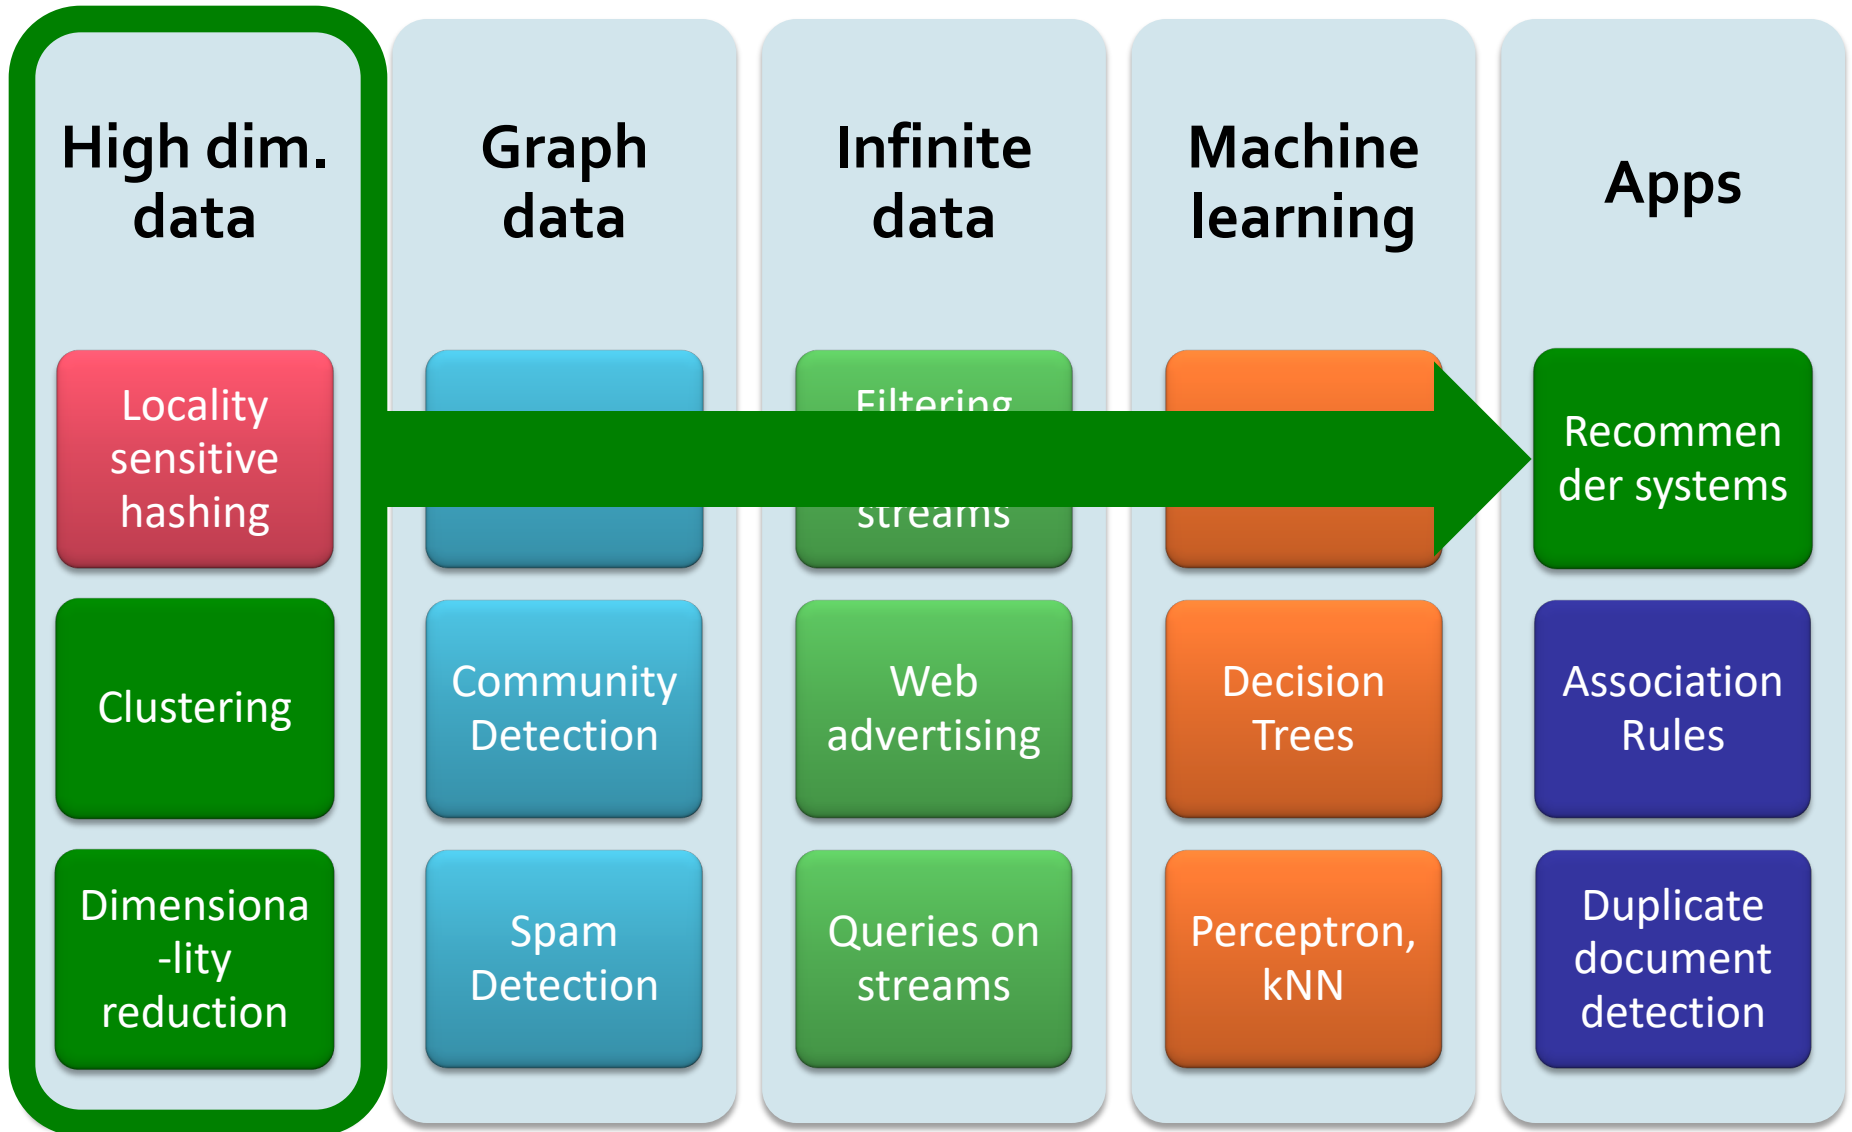 High dim.
data
Locality
sensitive
hashing
Clustering
Dimensiona
-lity
reduction
Graph
data
Community
Detection
Spam
Detection
Infinite
data
Filtering
streams
Web
advertising
Queries on
streams
Machine
learning
Decision
Trees
Perceptron,
kNN
Apps
Recommen
der systems
Association
Rules
Duplicate
document
detection